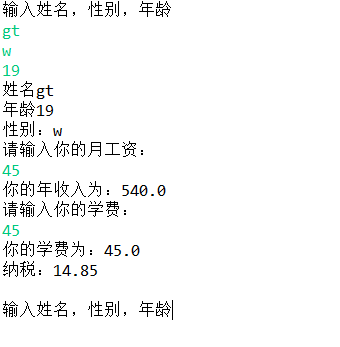 输入姓名，性别，年龄
gt
w
19
姓名gt
年龄19
性别：w
请输入你的月工资：
45
你的年收入为：540.0
请输入你的学费：
45
你的学费为：45.0
纳税：14.85
输入姓名，性别，年龄